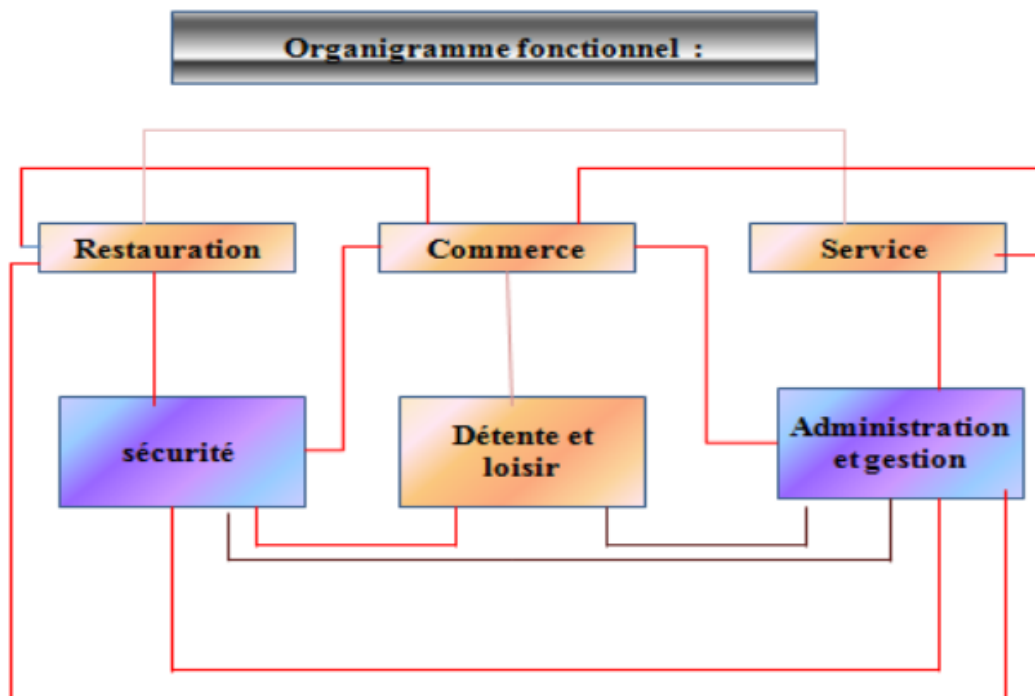 Organigramme fonctionnel :
Restauration
Commerce
Service
sécurité
Détente et
loisir
Administration
et gestion